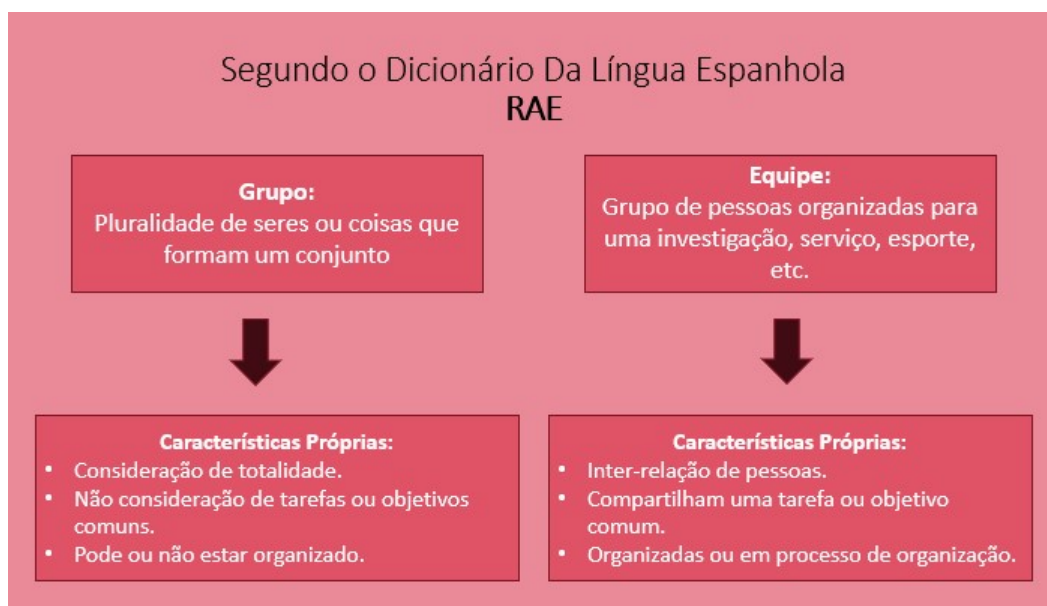 Segundo o Dicionário Da Língua Espanhola
RAE
Grupo:
Pluralidade de seres ou coisas que
formam um conjunto
Equipe:
Grupo de pessoas organizadas para
uma investigação, serviço, esporte,
etc.
Características Próprias:
• Consideração de totalidade.
• Não consideração de tarefas ou objetivos
comuns.
• Pode ou não estar organizado.
Características Próprias:
• Inter-relação de pessoas.
• Compartilham uma tarefa ou objetivo
comum.
• Organizadas ou em processo de organização.